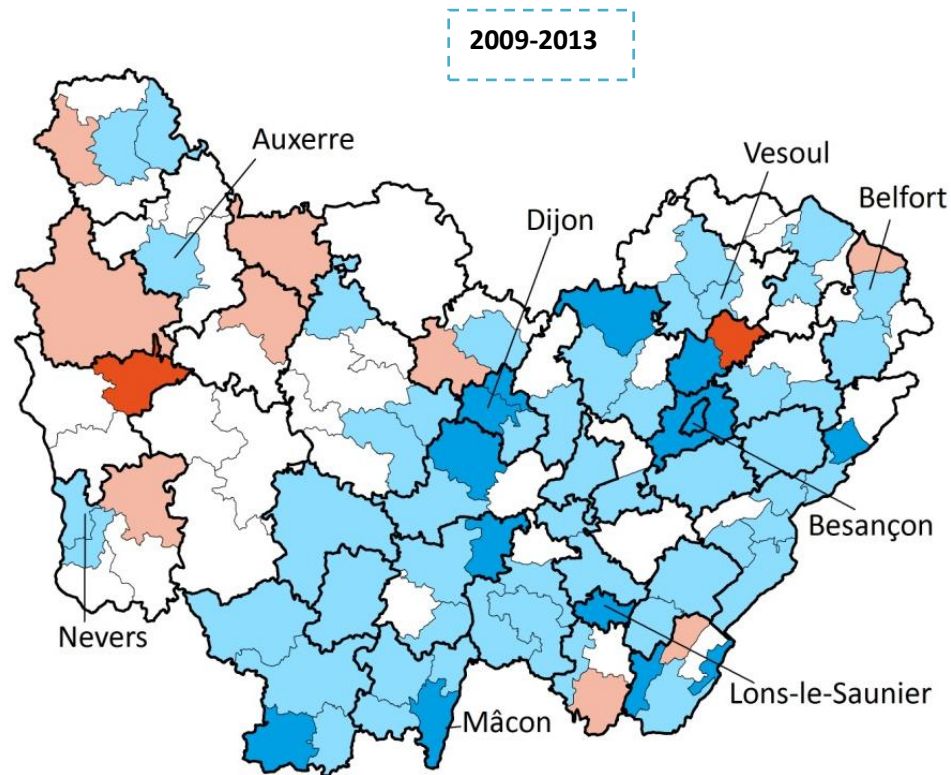 2009-2013
Auxerre
Vesoul
Belfort
Dijon
Besançon
Nevers
Lons-le-Saunier
Mâcon